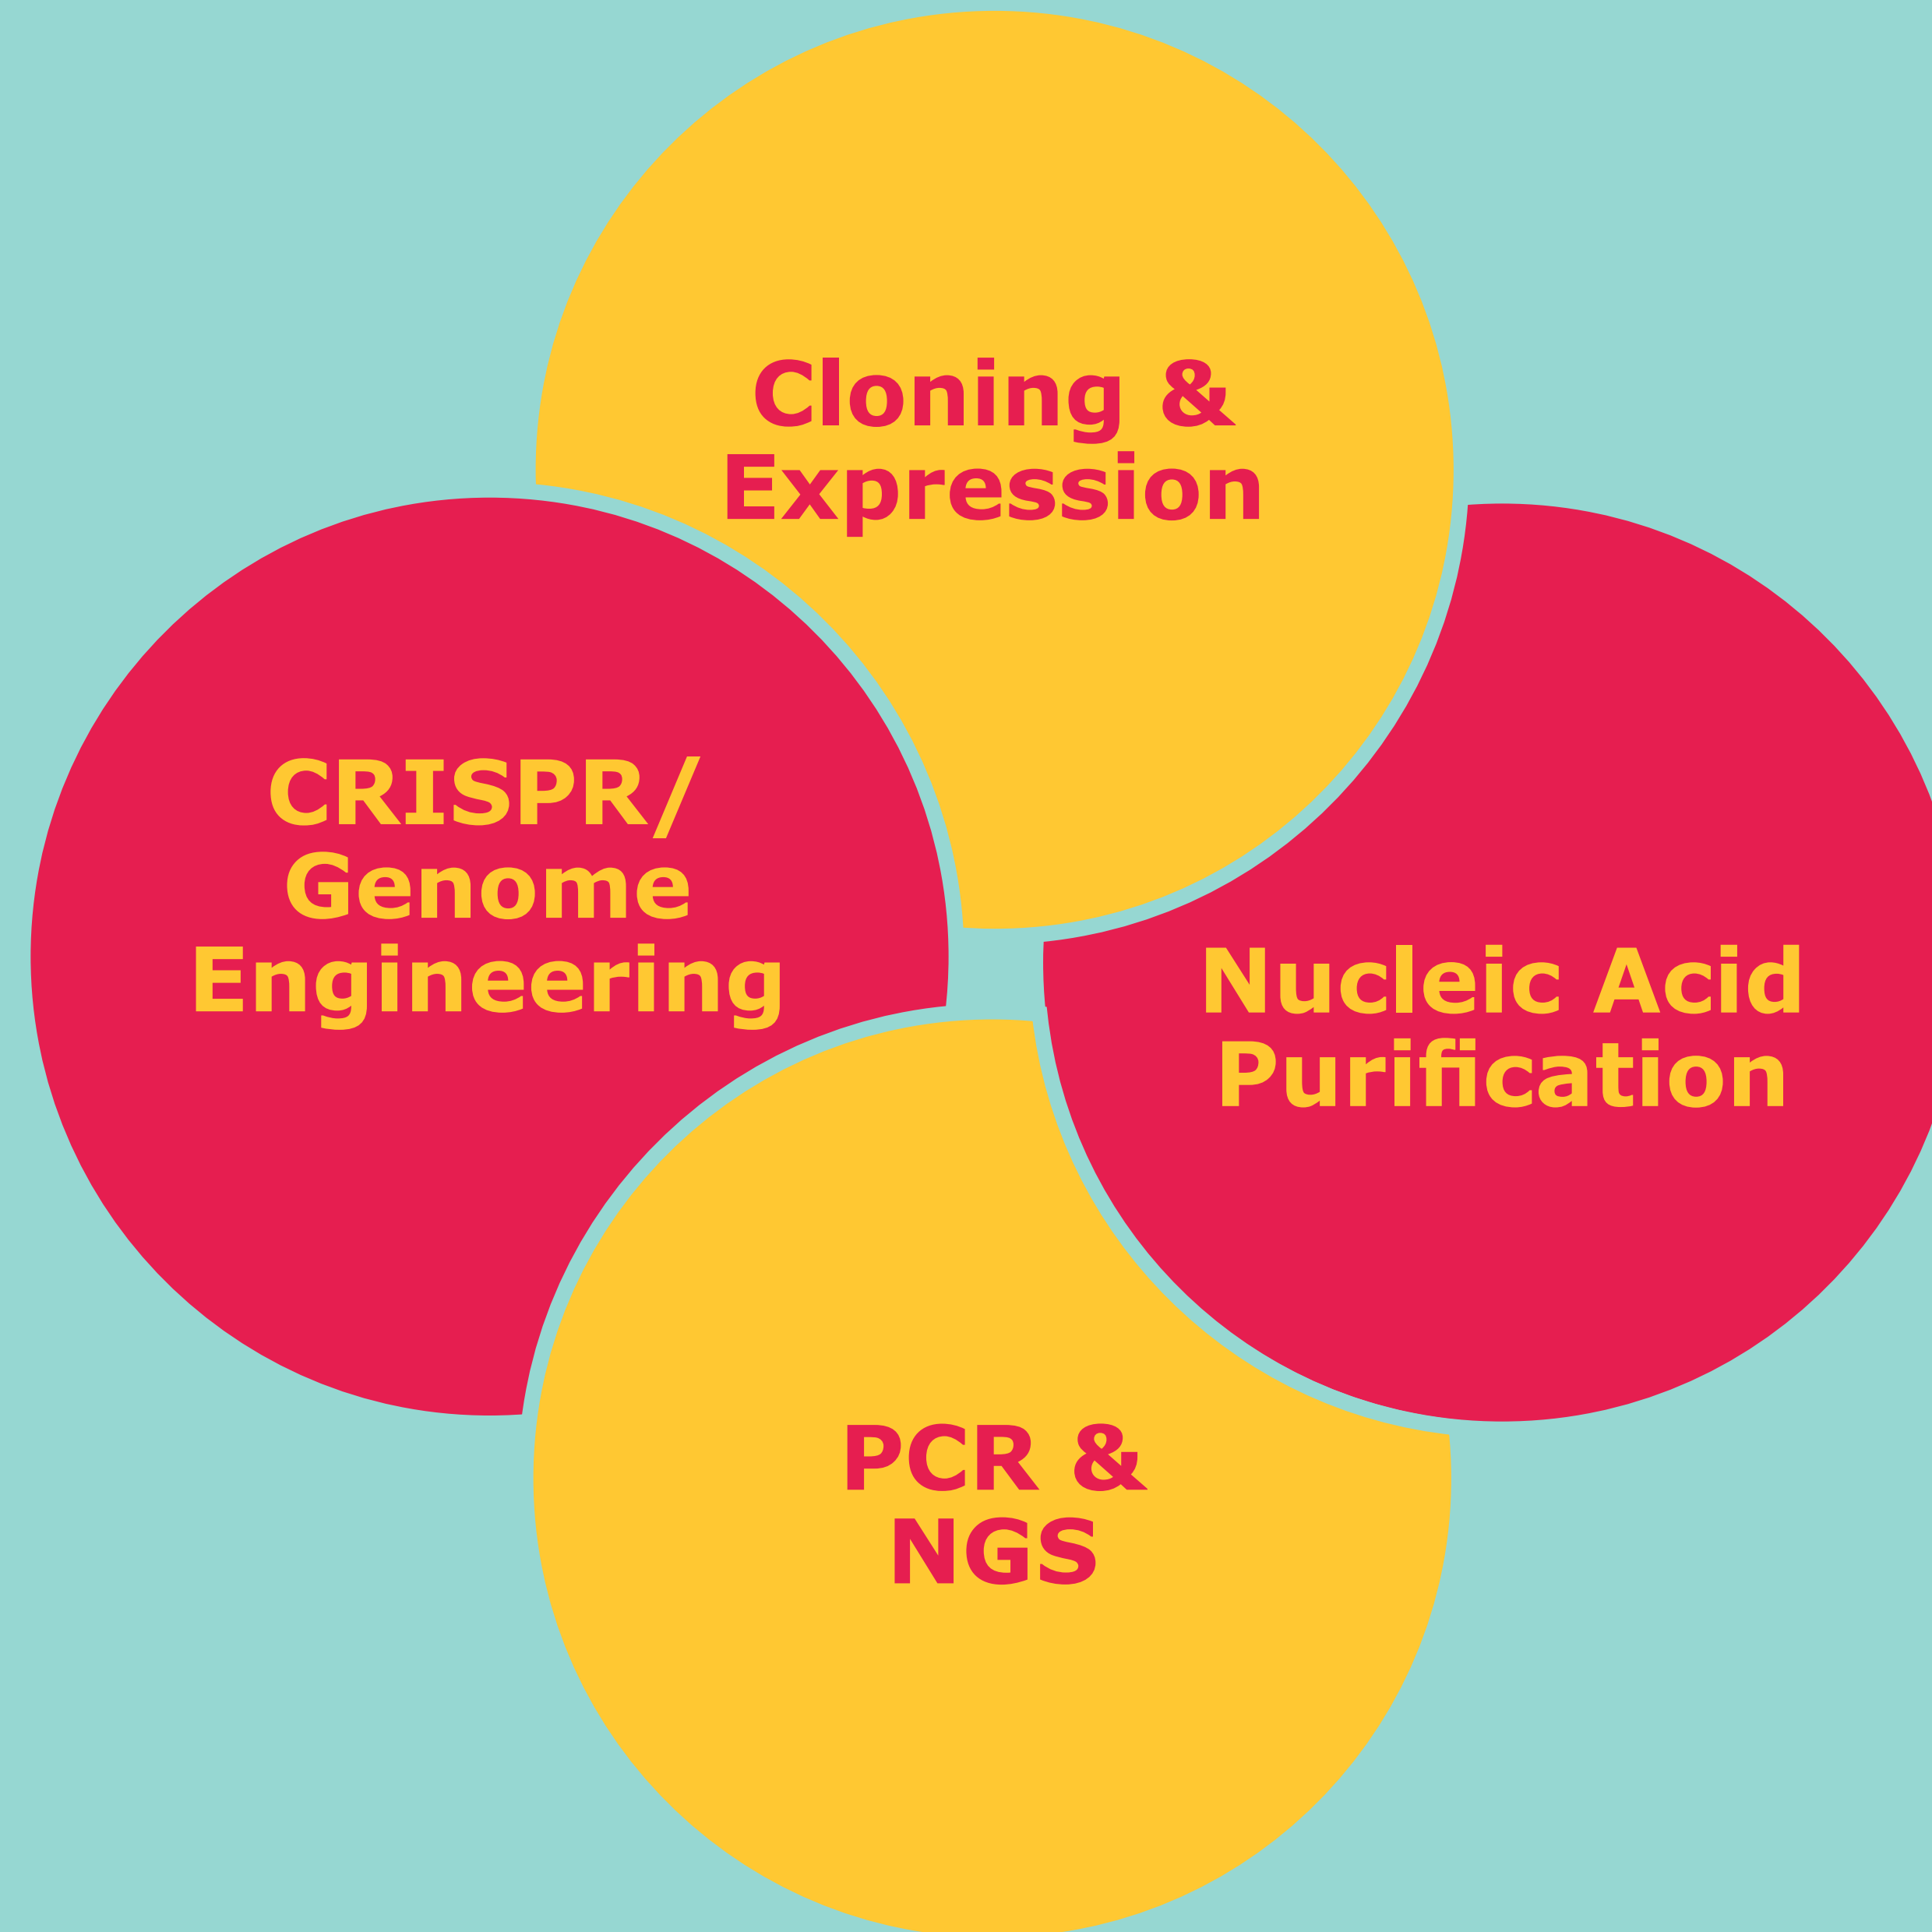 Cloning &
Expression
CRISPR/
Genome
Engineering
Nucleic Acid
Purification
PCR &
NGS